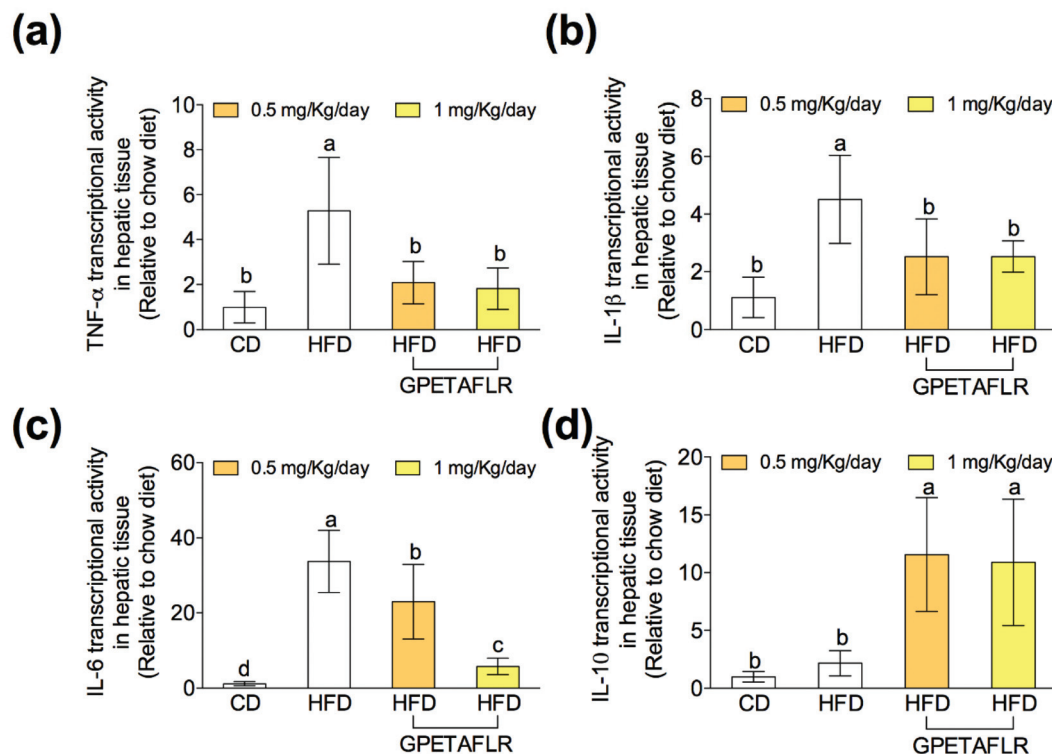 (a)
TNF-α transcriptional activity
in hepatic tissue
(Relative to chow diet)
0.5 mg/Kg/day 1 mg/Kg/day
10
8
6
4
2
0
b a b b
CD HFD HFD HFD
GPETAFLR
(b)
IL-1β transcriptional activity
in hepatic tissue
(Relative to chow diet)
0.5 mg/Kg/day 1 mg/Kg/day
8
6
4
2
0
b a b b
CD HFD HFD HFD
GPETAFLR
(c)
IL-6 transcriptional activity
in hepatic tissue
(Relative to chow diet)
0.5 mg/Kg/day 1 mg/Kg/day
60
40
20
0
d a b c
CD HFD HFD HFD
GPETAFLR
(d)
IL-10 transcriptional activity
in hepatic tissue
(Relative to chow diet)
0.5 mg/Kg/day 1 mg/Kg/day
20
15
10
5
0
b b a a
CD HFD HFD HFD
GPETAFLR